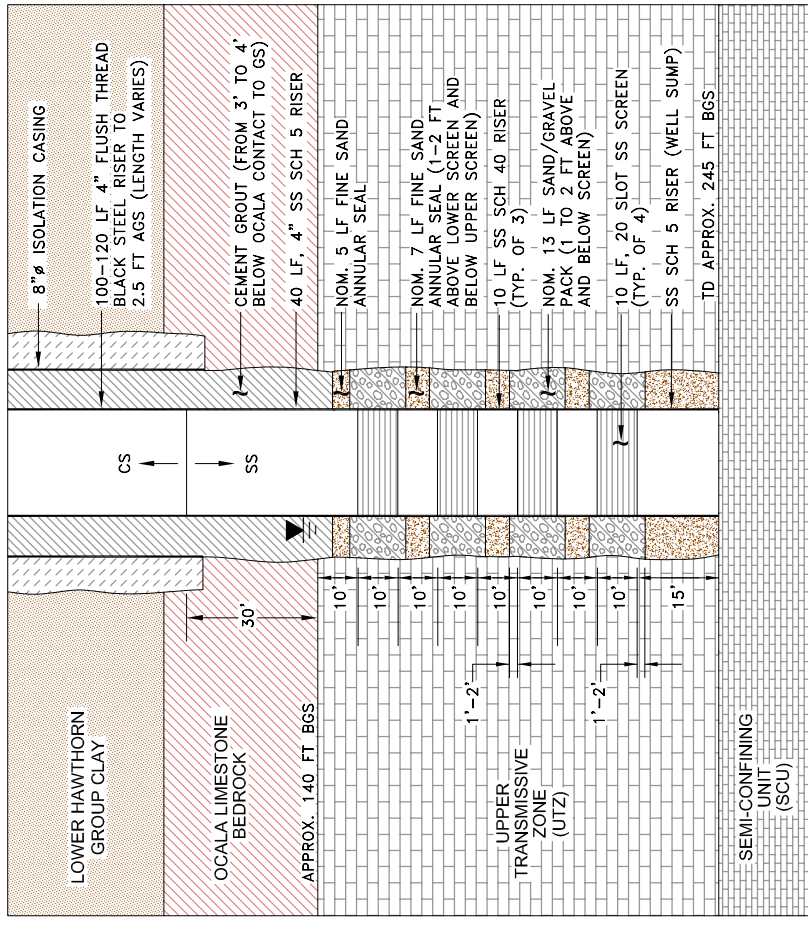 8"ø ISOLATION CASING
100-120 LF 4" FLUSH THREAD
BLACK STEEL RISER TO
2.5 FT AGS (LENGTH VARIES)
CEMENT GROUT (FROM 3' TO 4'
BELOW OCALA CONTACT TO GS)
40 LF, 4" SS SCH 5 RISER
NOM. 5 LF FINE SAND
ANNULAR SEAL
NOM. 7 LF FINE SAND
ANNULAR SEAL (1-2 FT
ABOVE LOWER SCREEN AND
BELOW UPPER SCREEN)
10 LF SS SCH 40 RISER
(TYP. OF 3)
NOM. 13 LF SAND/GRAVEL
PACK (1 TO 2 FT ABOVE
AND BELOW SCREEN)
10 LF, 20 SLOT SS SCREEN
(TYP. OF 4)
SS SCH 5 RISER (WELL SUMP)
TD APPROX. 245 FT BGS
CS
SS
30'
10'
10'
10'
10'
10'
10'
10'
10'
15'
1'-2'
1'-2'
LOWER HAWTHORN
GROUP CLAY
OCALA LIMESTONE
BEDROCK
APPROX. 140 FT BGS
UPPER
TRANSMISSIVE
ZONE
(UTZ)
SEMI-CONFINING
UNIT
(SCU)